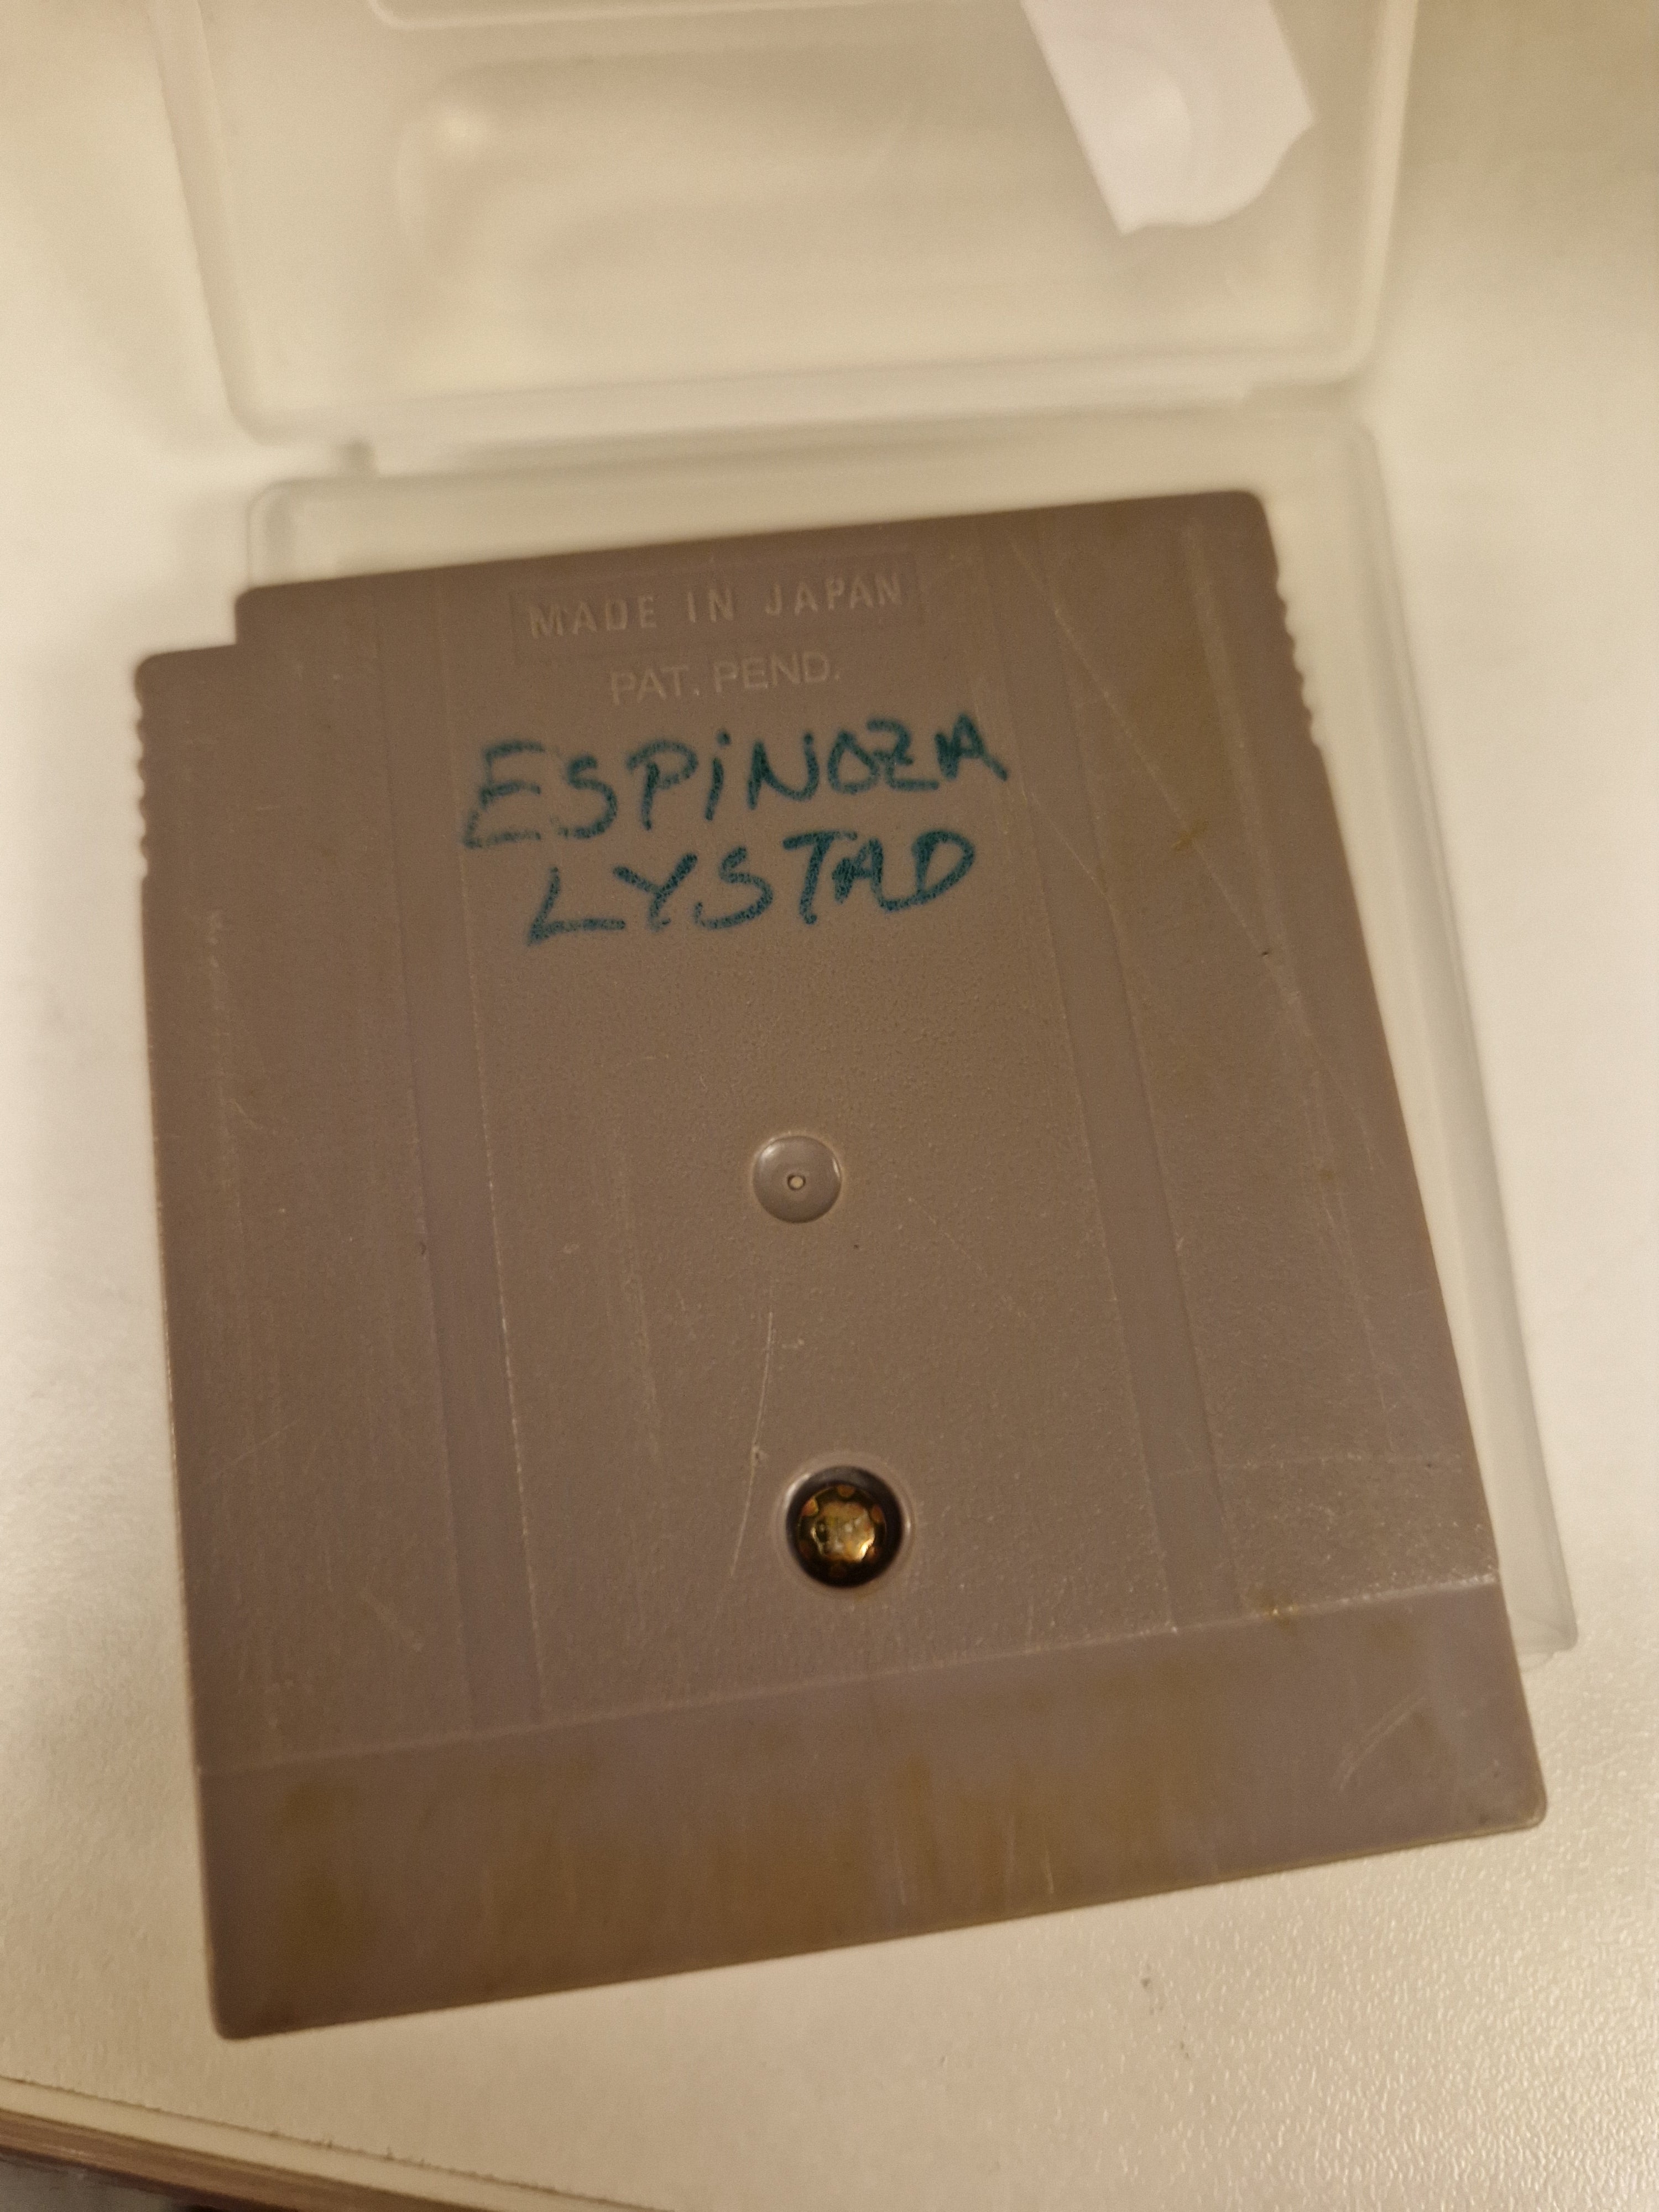 MADE IN JAPAN
PAT. PEND.
ESPiNOZA
LYSTAD